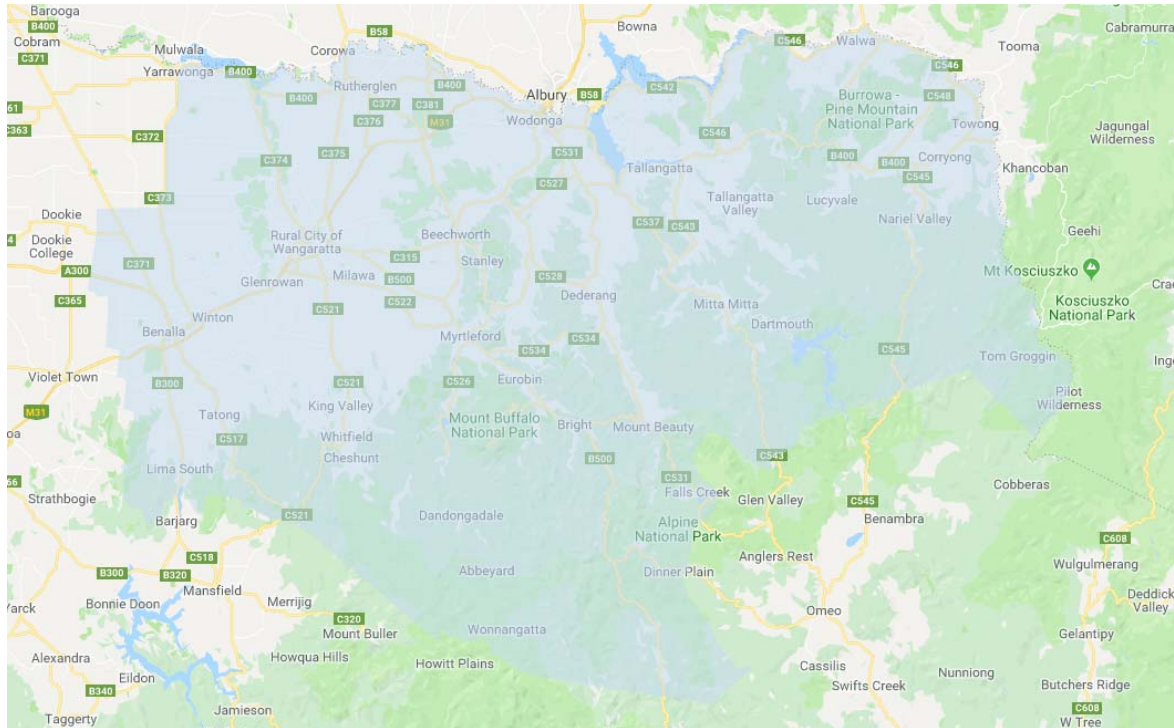 Barooga
Cobram
C371
B400
Mulwala
Yarrawonga
B400
Corowa
B58
Bowna
C546
Walwa
Tooma
Cabramurra
C546
Rutherglen
B400
C377
C381
B400
Albury
B58
C542
C548
Burrowa -
Pine Mountain
National Park
61
C363
C372
C376
M31
Wodonga
C546
Towong
Jagungal
Wilderness
C374
C375
C531
Tallangatta
B400
B400
Corryong
C545
Khancoban
C373
C527
Tallangatta
Valley
Lucyvale
Nariel Valley
Dookie
Dookie
College
4
Rural City of
Wangaratta
Beechworth
C537
C543
Geehi
A300
C371
C315
Stanley
Mt Kosciuszko
Kosciuszko
National Park
Cra
C365
Glenrowan
Milawa
B500
C528
C522
Dederang
C521
Mitta Mitta
Dartmouth
Winton
Benalla
Myrtleford
C534
C534
C545
Tom Groggin
Inge
Violet Town
B300
C521
C526
Eurobin
Pilot
Wilderness
M31
oa
Tatong
King Valley
Mount Buffalo
National Park
Bright
Mount Beauty
C517
Whitfield
Cheshunt
B500
C543
Lima South
C531
66
Strathbogie
Falls Creek
Glen Valley
C545
Cobberas
Barjarg
C521
Dandongadale
Alpine
National Park
Benambra
C608
C518
Anglers Rest
Wulgulmerang
B300
B320
Abbeyard
Dinner Plain
Yarck
Bonnie Doon
Mansfield
Merrijig
C320
Omeo
Deddick
Valley
Mount Buller
Wonnangatta
Gelantipy
Alexandra
Howqua Hills
Howitt Plains
Cassilis
Nunniong
Eildon
B340
Swifts Creek
Butchers Ridge
Jamieson
C608
Taggerty
W Tree